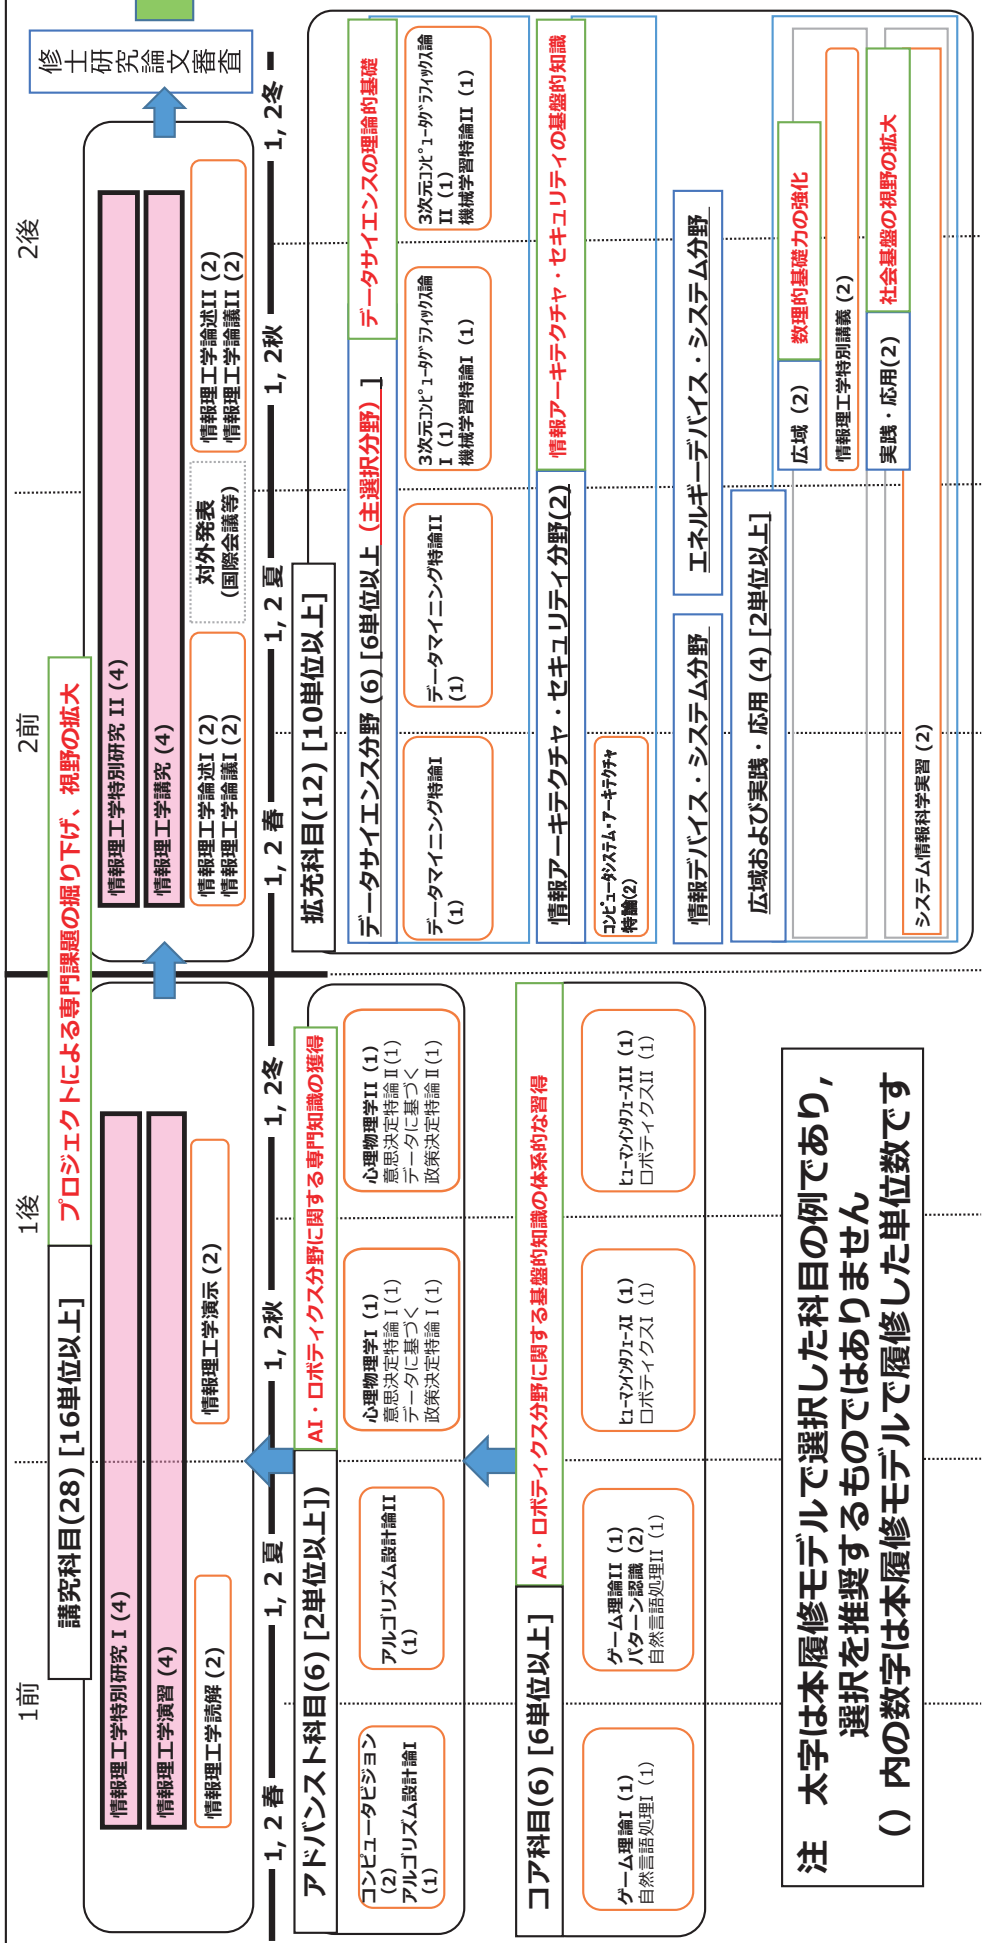 1前
1後
2前
2後
講究科目(28) [16単位以上]
プロジェクトによる専門課題の掘り下げ、視野の拡大
修士研究論文審査
情報理工学特別研究 I (4)
情報理工学演習 (4)
情報理工学読解 (2)
情報理工学演示 (2)
情報理工学特別研究 II (4)
情報理工学講究 (4)
情報理工学論述I (2)
情報理工学論議I (2)
対外発表
(国際会議等)
情報理工学論述II (2)
情報理工学論議II (2)
1, 2 春
1, 2 夏
1, 2秋
1, 2冬
1, 2 春
1, 2 夏
1, 2秋
1, 2冬
アドバンスト科目(6) [2単位以上])
AI・ロボティクス分野に関する専門知識の獲得
コンピュータビジョン
(2)
アルゴリズム設計論I
(1)
アルゴリズム設計論II
(1)
心理物理学I (1)
意思決定特論Ⅰ(1)
データに基づく
政策決定特論Ⅰ(1)
心理物理学II (1)
意思決定特論Ⅱ(1)
データに基づく
政策決定特論Ⅱ(1)
コア科目(6) [6単位以上]
AI・ロボティクス分野に関する基盤的知識の体系的な習得
ゲーム理論I (1)
自然言語処理I (1)
ゲーム理論II (1)
パターン認識 (2)
自然言語処理II (1)
ﾋｭｰﾏﾝｲﾝﾀﾌｪｰｽI (1)
ロボティクスI (1)
ﾋｭｰﾏﾝｲﾝﾀﾌｪｰｽII (1)
ロボティクスII (1)
注 太字は本履修モデルで選択した科目の例であり,
選択を推奨するものではありません
() 内の数字は本履修モデルで履修した単位数です
拡充科目(12) [10単位以上]
データサイエンス分野 (6) [6単位以上 (主選択分野) ]
データサイエンスの理論的基礎
データマイニング特論I
(1)
データマイニング特論II
(1)
3次元ｺﾝﾋﾟｭｰﾀｸﾞﾗﾌｨｯｸｽ論
I (1)
機械学習特論I (1)
3次元ｺﾝﾋﾟｭｰﾀｸﾞﾗﾌｨｯｸｽ論
II (1)
機械学習特論II (1)
情報アーキテクチャ・セキュリティ分野(2)
情報アーキテクチャ・セキュリティの基盤的知識
ｺﾝﾋﾟｭｰﾀｼｽﾃﾑ･ｱｰｷﾃｸﾁｬ
特論(2)
情報デバイス・システム分野
エネルギーデバイス・システム分野
広域および実践・応用 (4) [2単位以上]
広域 (2)
数理的基礎力の強化
情報理工学特別講義 (2)
実践・応用(2)
社会基盤の視野の拡大
システム情報科学実習 (2)